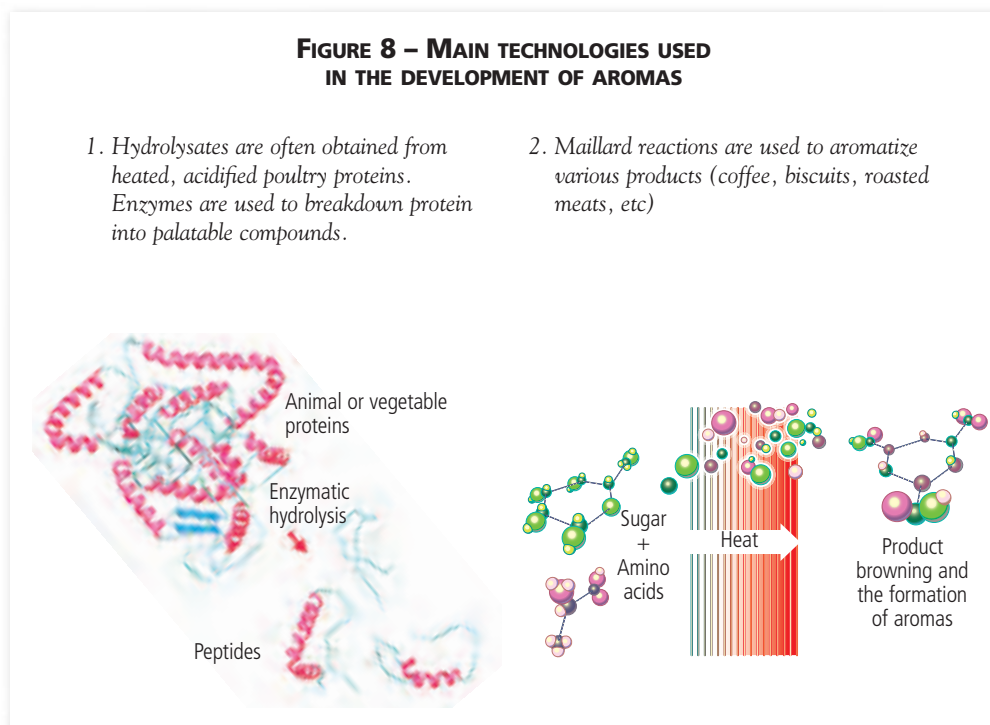 FIGURE 8 – MAIN TECHNOLOGIES USED
IN THE DEVELOPMENT OF AROMAS
1. Hydrolysates are often obtained from
heated, acidified poultry proteins.
Enzymes are used to breakdown protein
into palatable compounds.
2. Maillard reactions are used to aromatize
various products (coffee, biscuits, roasted
meats, etc)
Animal or vegetable
proteins
Enzymatic
hydrolysis
Peptides
Sugar
+
Amino
acids
Heat
Product
browning and
the formation
of aromas